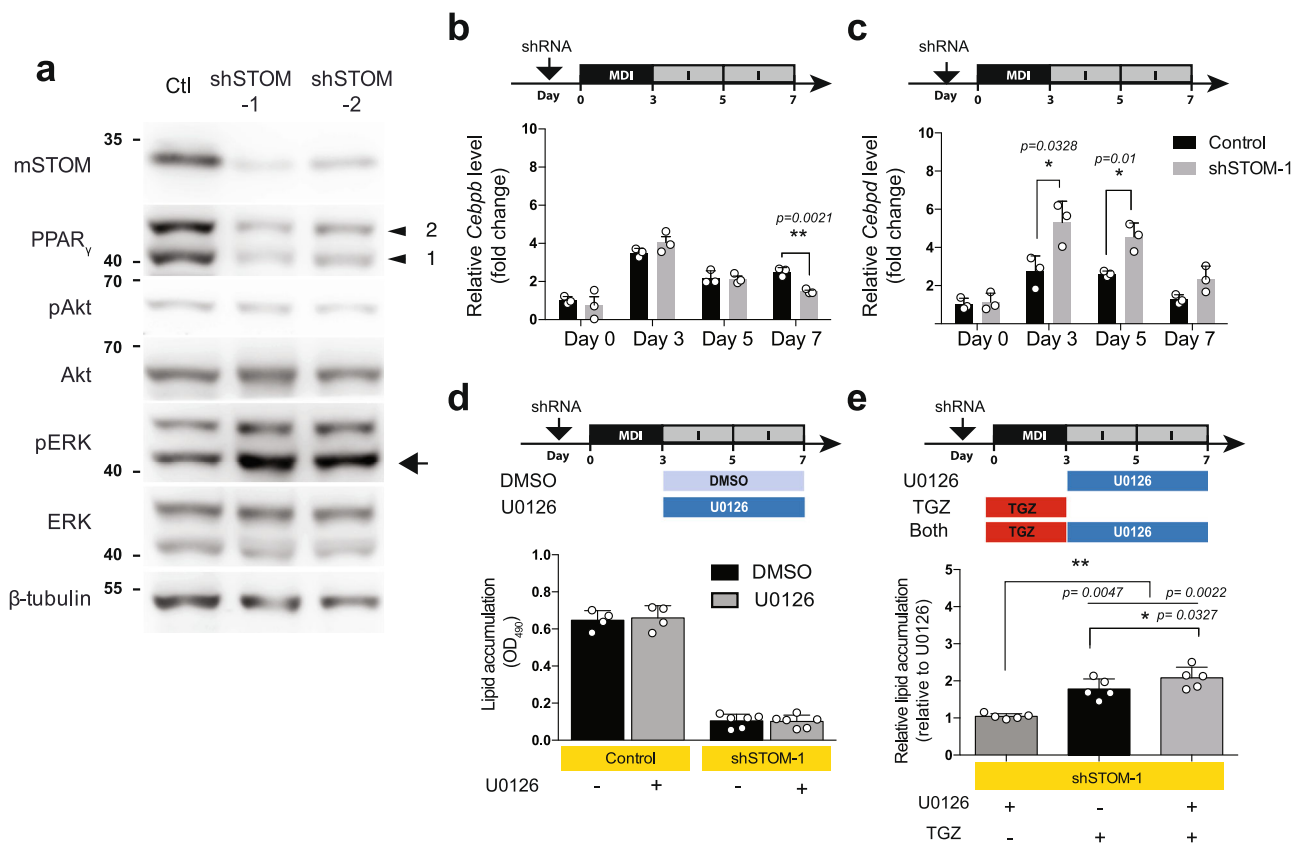 a
Ctl shSTOM -1 shSTOM -2
35
mSTOM
PPARγ
2
1
40
70
pAkt
70
Akt
pERK
40
ERK
40
55
β-tubulin
b
shRNA
MDI I I
Day 0 3 5 7
Relative Cebpb level
(fold change)
10
8
6
4
2
0
p=0.0021
**
Day 0 Day 3 Day 5 Day 7
c
shRNA
MDI I I
Day 0 3 5 7
Relative Cebpd level
(fold change)
10
8
6
4
2
0
Control
shSTOM-1
p=0.0328
*
p=0.01
*
Day 0 Day 3 Day 5 Day 7
d
shRNA
MDI I I
Day 0 3 5 7
DMSO DMSO
U0126 U0126
Lipid accumulation
(OD490)
1.0
0.8
0.6
0.4
0.2
0.0
DMSO
U0126
Control shSTOM-1
U0126 - + - +
e
shRNA
MDI I I
Day 0 3 5 7
U0126 U0126
TGZ TGZ
Both TGZ U0126
Relative lipid accumulation
(relative to U0126)
5
4
3
2
1
0
**
p= 0.0047 p= 0.0022
* p= 0.0327
shSTOM-1
U0126 + - +
TGZ - + +